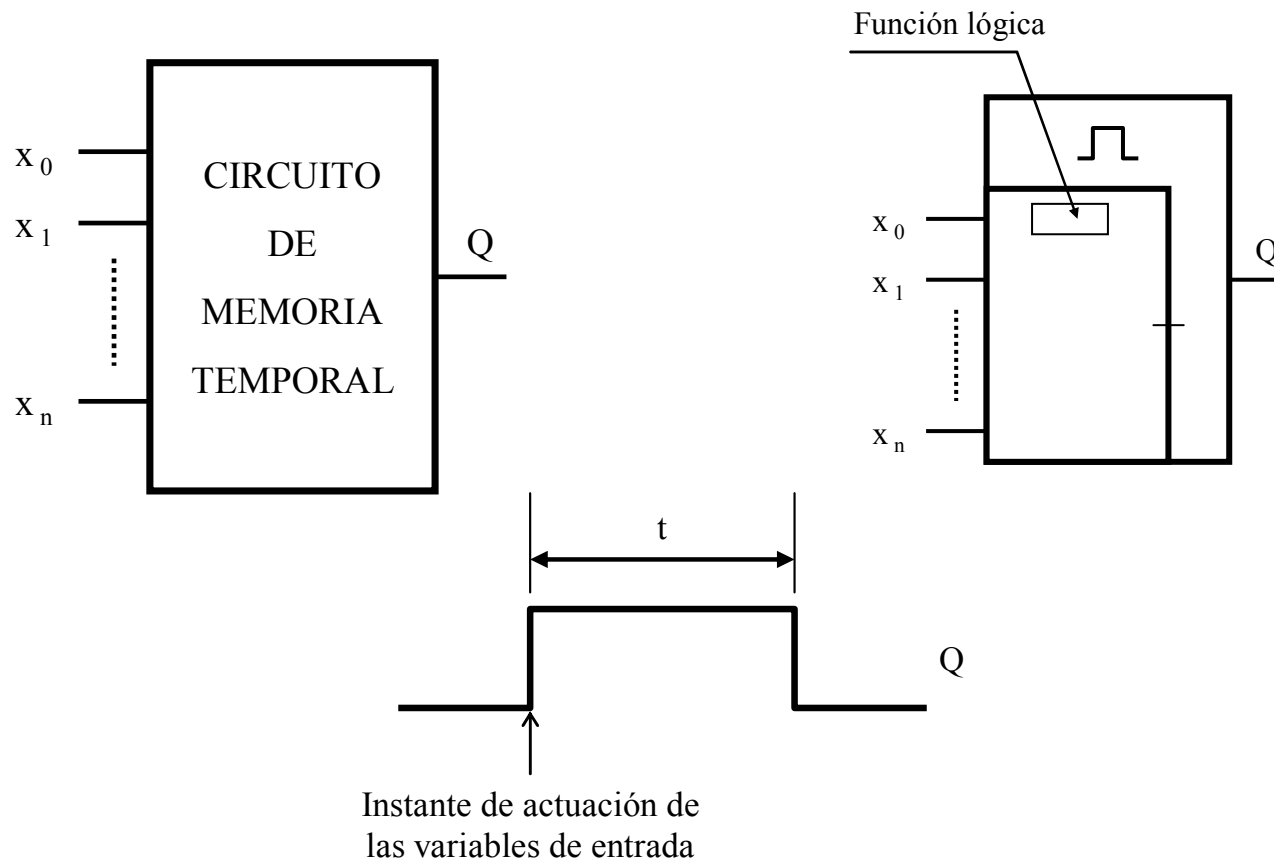 Función lógica
x 0
x 1
x n
CIRCUITO
DE
MEMORIA
TEMPORAL
Q
x 0
x 1
x n
Q
t
Q
Instante de actuación de
las variables de entrada